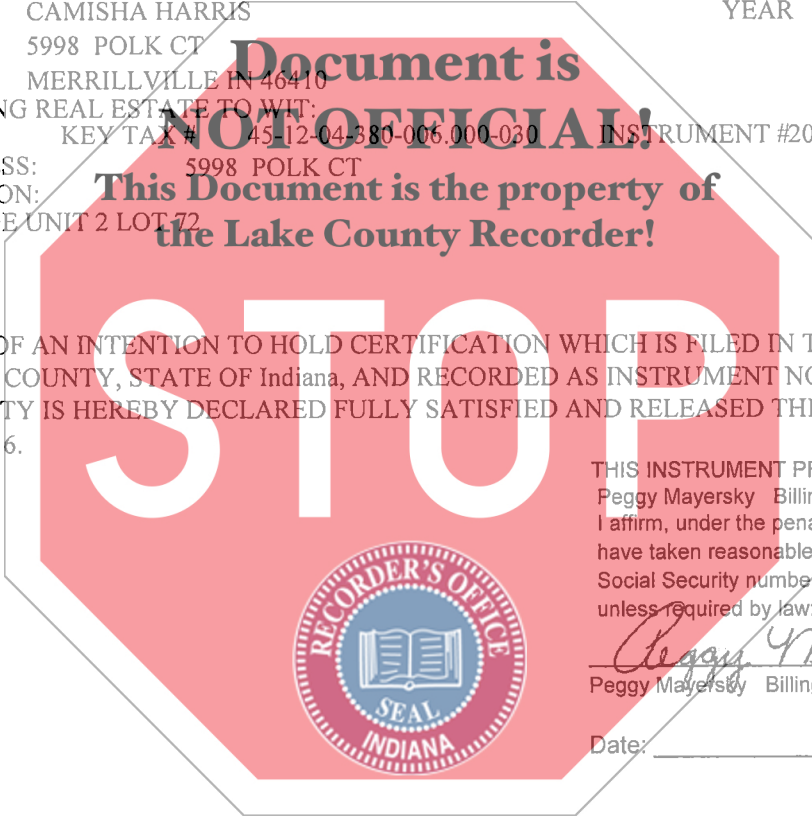 CAMISHA HARRIS YEAR
5998 POLK CT
Document is
MERRILLVILLE IN 46410
NG REAL ESTATE TO WIT:
NOT OFFICIAL!
KEY TAX # 45-12-04-380-006.000-030 INSTRUMENT #20
SS: 5998 POLK CT
ON:
This Document is the property of
E UNIT 2 LOT 72
the Lake County Recorder!
STOP
OF AN INTENTION TO HOLD CERTIFICATION WHICH IS FILED IN T
COUNTY, STATE OF Indiana, AND RECORDED AS INSTRUMENT NO
TY IS HEREBY DECLARED FULLY SATISFIED AND RELEASED THI
6.
THIS INSTRUMENT PR
Peggy Mayersky Billin
I affirm, under the pena
have taken reasonable
Social Security numbe
unless required by law:
Peggy
Peggy Mayersky Billing
Date:
RECORDER'S OFFICE
SEAL
INDIANA